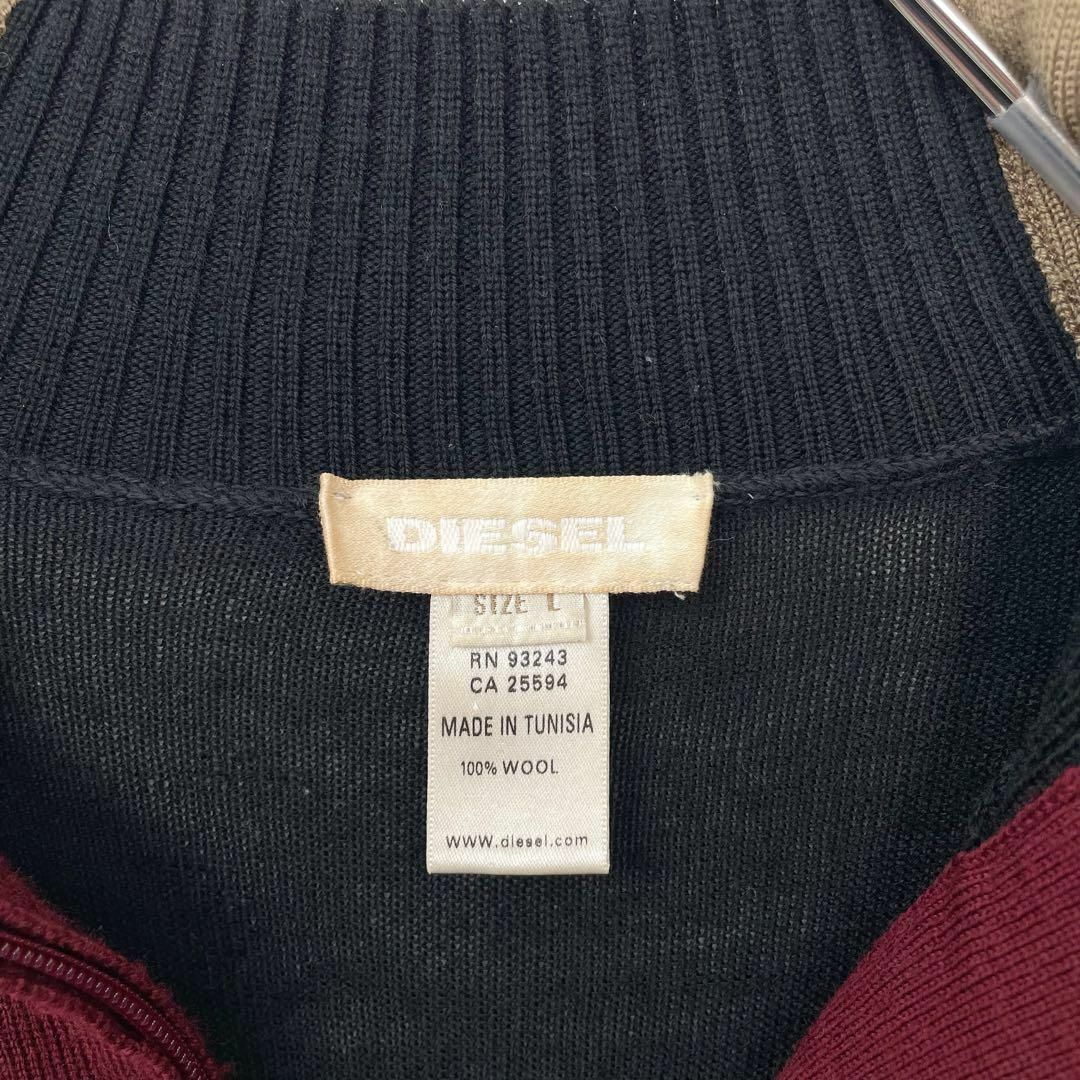 DIESEL
SIZE L
RN 93243
CA 25594
MADE IN TUNISIA
100% WOOL
www.diesel.com